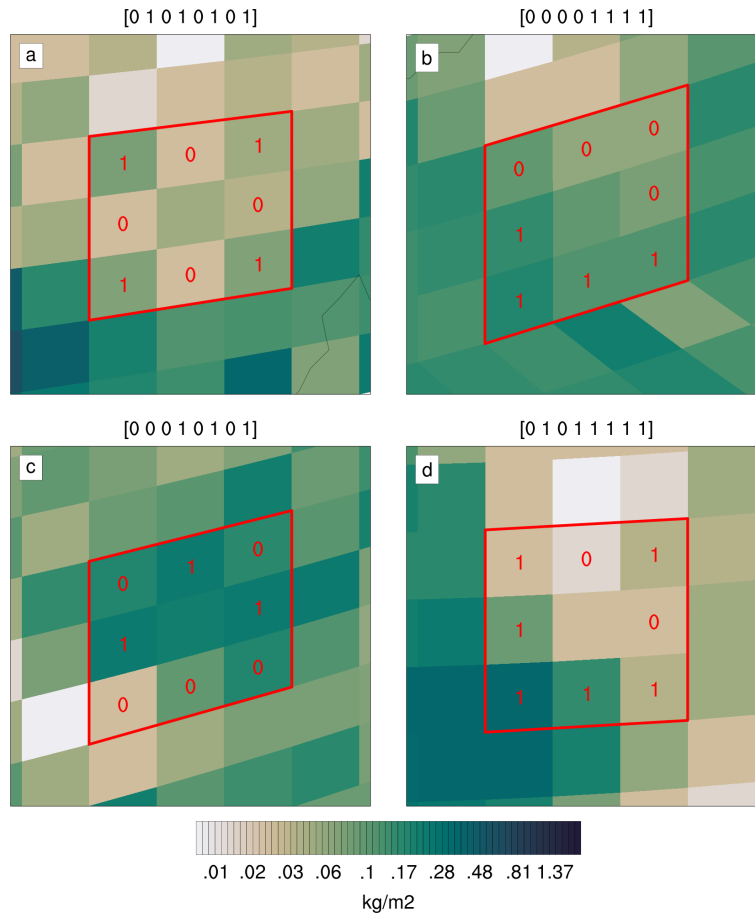 [0 1 0 1 0 1 0 1]
[0 0 0 0 1 1 1 1]
a
1 0 1
0 0
1 0 1
b
0 0 0
1 0
1 1 1
[0 0 0 1 0 1 0 1]
[0 1 0 1 1 1 1 1]
c
0 1 0
1 1
0 0 0
d
1 0 1
1 0
1 1 1
.01 .02 .03 .06 .1 .17 .28 .48 .81 1.37
kg/m2